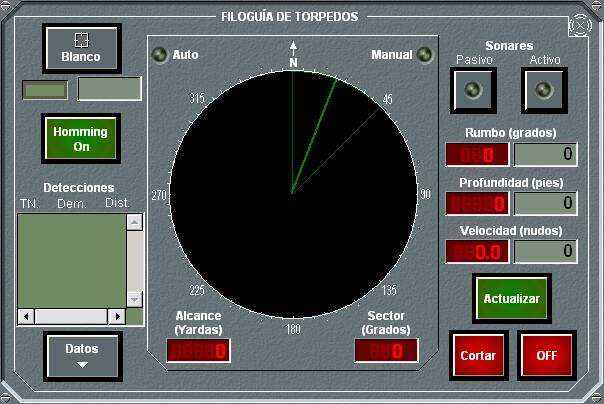 FILOGUÍA DE TORPEDOS
Blanco
Auto
Manual
Sonares
Pasivo
Activo
N
315
45
Homming
On
Rumbo (grados)
0
0
Detecciones
TN. Dem. Dist.
270
90
Profundidad (pies)
0
0
Velocidad (nudos)
0.0
0
225
135
Actualizar
Alcance
(Yardas)
0
180
Sector
(Grados)
0
Datos
Cortar
OFF